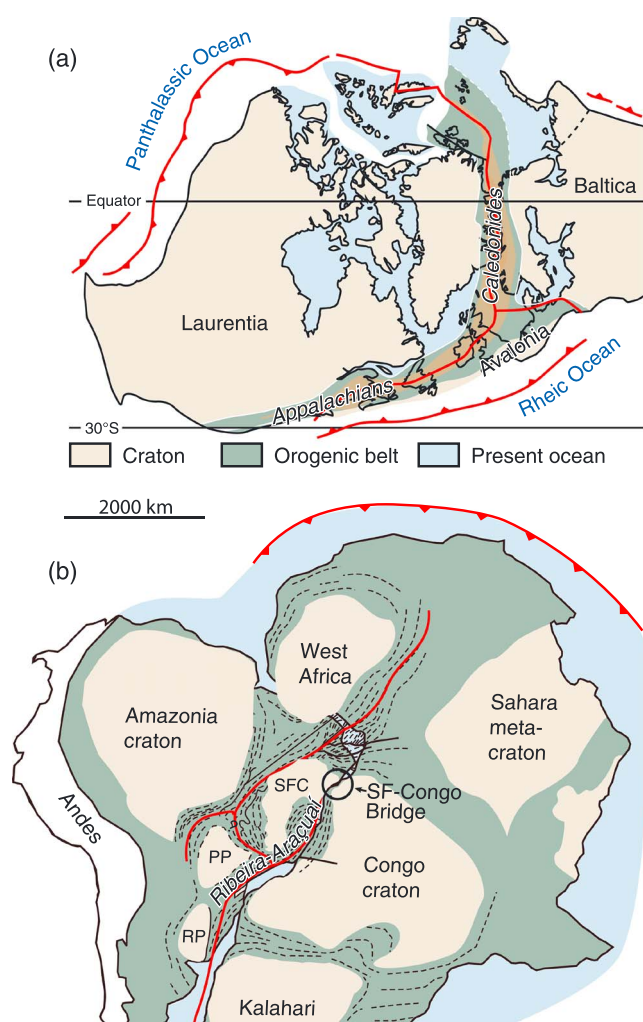 (a)
Panthalassic Ocean
Equator
Baltica
Caledonides
Laurentia
Avalonia
Appalachians
Rheic Ocean
30°S
Craton
Orogenic belt
Present ocean
2000 km
(b)
West
Africa
Amazonia
craton
Sahara
meta-
craton
SFC
SF-Congo
Bridge
Andes
Ribeira-Araçuaí
PP
Congo
craton
RP
Kalahari